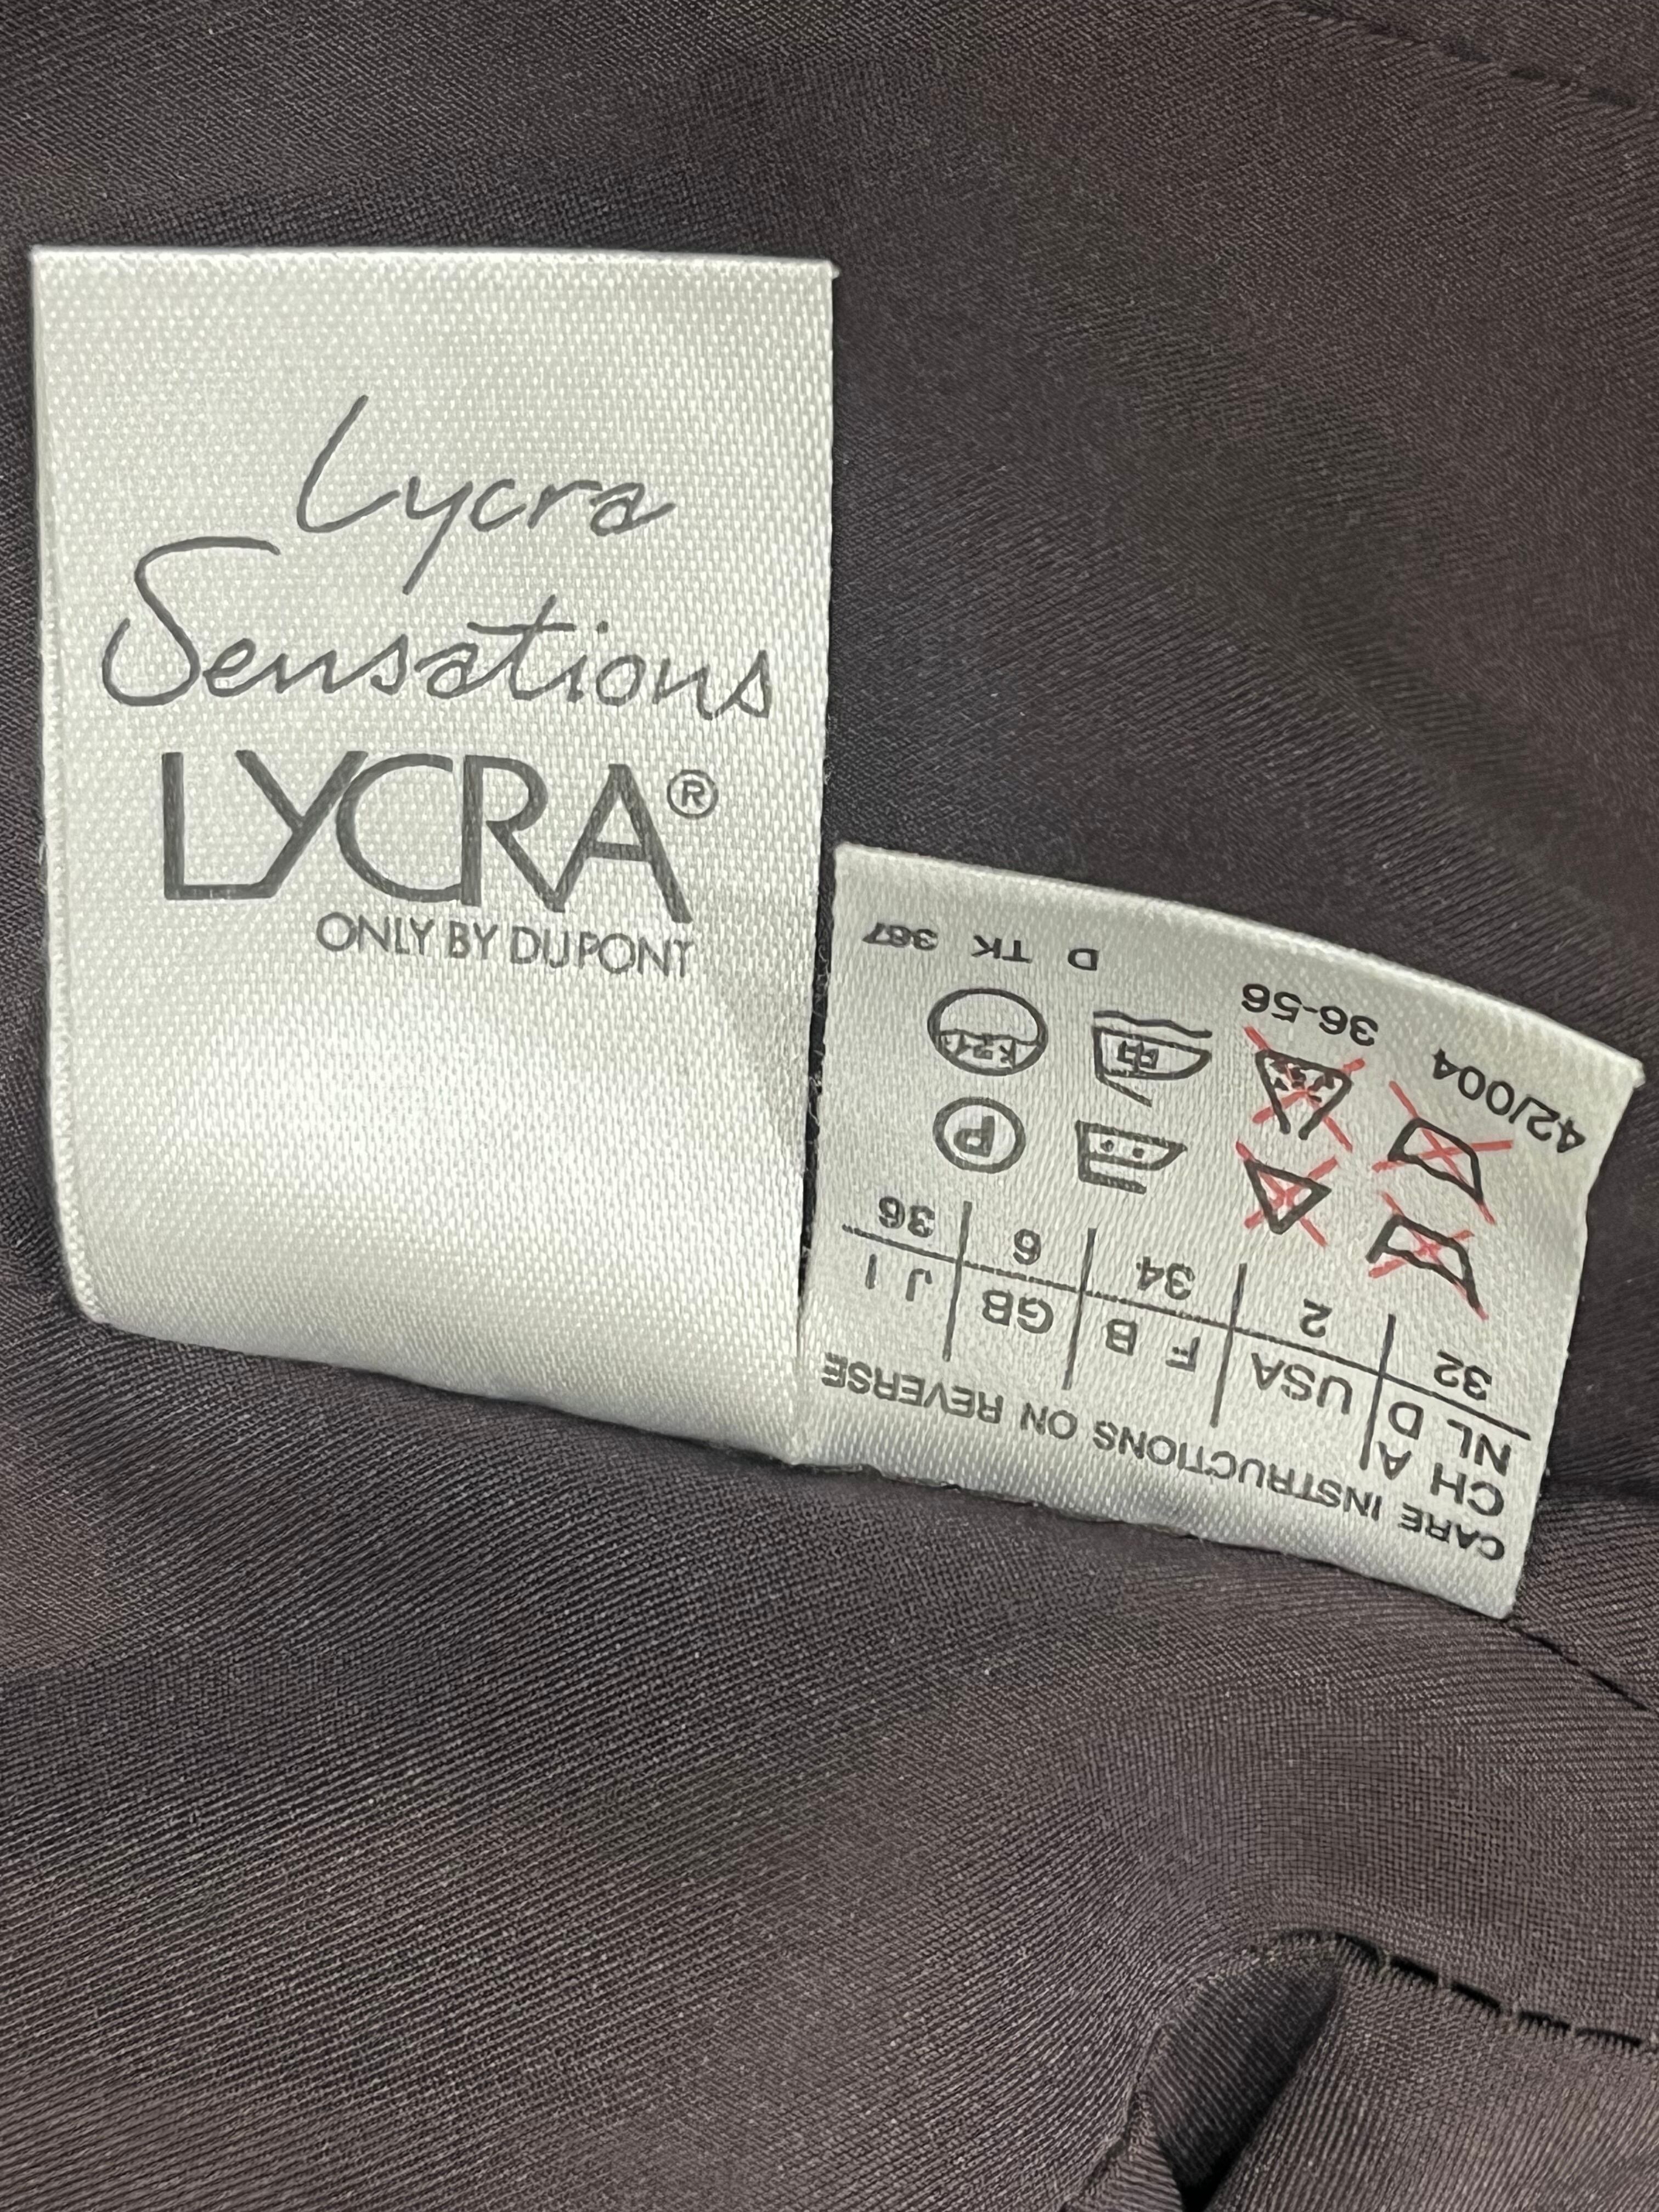 Lycra
Sensations
LYCRA®
ONLY BY DUPONT
CARE INSTRUCTIONS ON REVERSE
CH A
NL D USA F B GB J I
32 2 34 6 36
P
42/004 36-56 D TK 367